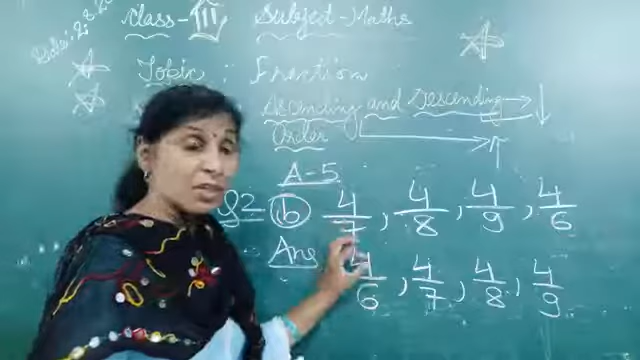 Class - III Subject - Maths
Topic : Fraction
Ascending and Descending → ↓
Order → ↑
A-5
Q2 (b) 4/7, 4/8, 4/9, 4/6
Ans 4/6, 4/7, 4/8, 4/9